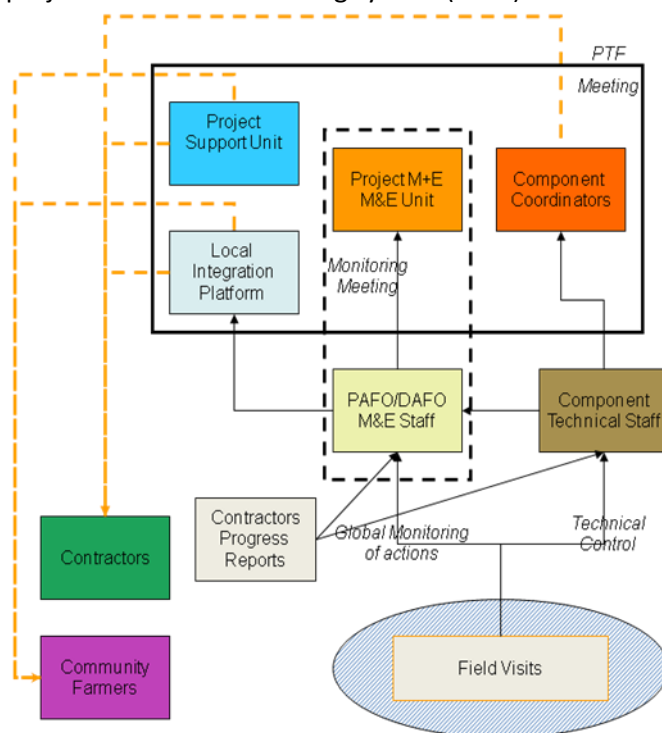 PTF
Meeting
Project
Support Unit
Project M+E
M&E Unit
Component
Coordinators
Local
Integration
Platform
Monitoring
Meeting
PAFO/DAFO
M&E Staff
Component
Technical Staff
Contractors
Progress
Reports
Global Monitoring
of actions
Technical
Control
Contractors
Community
Farmers
Field Visits